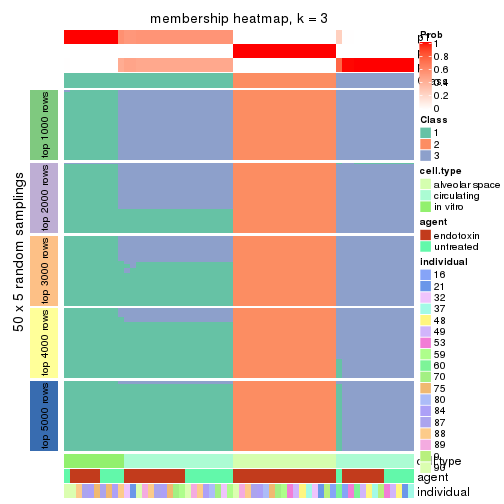 membership heatmap, k = 3
50 x 5 random samplings
top 1000 rows
top 2000 rows
top 3000 rows
top 4000 rows
top 5000 rows
Prob
1
0.8
0.6
0.4
0.2
0
Class
1
2
3
cell.type
alveolar space
circulating
in vitro
agent
endotoxin
untreated
individual
16
21
32
37
48
49
53
59
60
70
75
80
84
87
88
89
9
90
cell.type
agent
individual